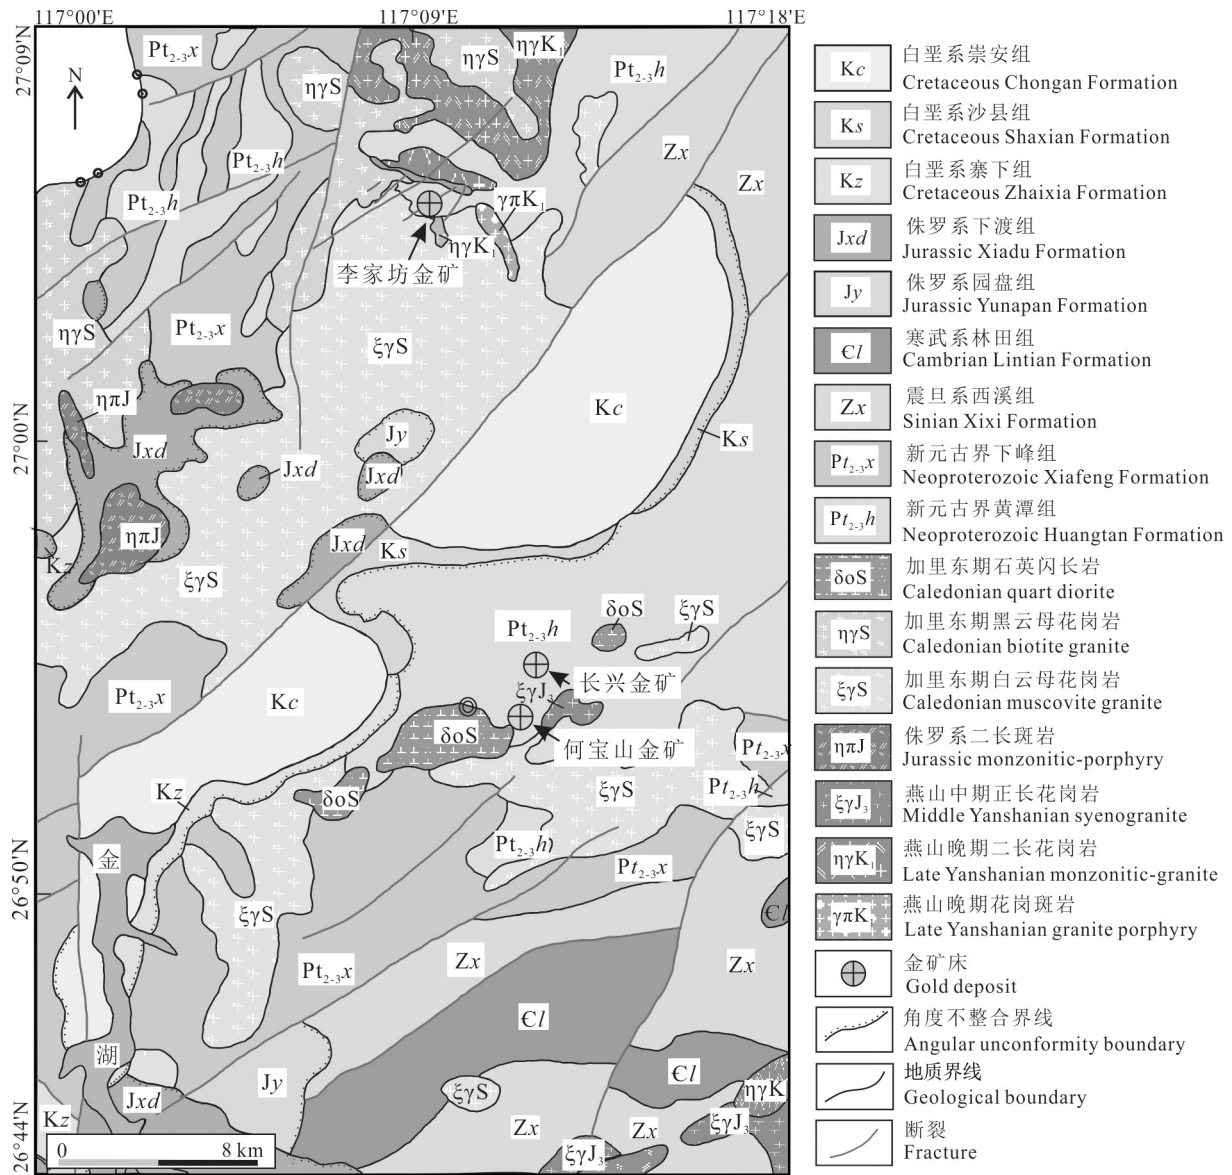 117°00′E
117°09′E
117°18′E
27°09′N
27°00′N
26°50′N
26°44′N
N
Pt₂₋₃x
ηγS
ηγS
ηγK₁
Pt₂₋₃h
Zx
Zx
Pt₂₋₃h
Pt₂₋₃h
γπK₁
ηγK
李家坊金矿
ηγS
Pt₂₋₃x
ξγS
Kc
ηπJ
Jxd
Jy
Ks
Jxd
Jxd
ηπJ
Jxd
Ks
Kz
ξγS
δoS
ξγS
Pt₂₋₃h
长兴金矿
Pt₂₋₃x
Kc
ξγJ₃
δoS
何宝山金矿
Pt₂₋₃x
Kz
δoS
ξγS
Pt₂₋₃h
ξγS
Pt₂₋₃h
金
Pt₂₋₃x
ξγS
Єl
Pt₂₋₃x
Zx
Zx
Єl
湖
Jy
Єl
Jxd
ξγS
ηγK
Kz
Zx
Zx
ξγJ₃
ξγJ₃
0 8 km
Kc 白垩系崇安组
Cretaceous Chongan Formation
Ks 白垩系沙县组
Cretaceous Shaxian Formation
Kz 白垩系寨下组
Cretaceous Zhaixia Formation
Jxd 侏罗系下渡组
Jurassic Xiadu Formation
Jy 侏罗系园盘组
Jurassic Yunapan Formation
Єl 寒武系林田组
Cambrian Lintian Formation
Zx 震旦系西溪组
Sinian Xixi Formation
Pt₂₋₃x 新元古界下峰组
Neoproterozoic Xiafeng Formation
Pt₂₋₃h 新元古界黄潭组
Neoproterozoic Huangtan Formation
δoS 加里东期石英闪长岩
Caledonian quart diorite
ηγS 加里东期黑云母花岗岩
Caledonian biotite granite
ξγS 加里东期白云母花岗岩
Caledonian muscovite granite
ηπJ 侏罗系二长斑岩
Jurassic monzonitic-porphyry
ξγJ₃ 燕山中期正长花岗岩
Middle Yanshanian syenogranite
ηγK₁ 燕山晚期二长花岗岩
Late Yanshanian monzonitic-granite
γπK₁ 燕山晚期花岗斑岩
Late Yanshanian granite porphyry
金矿床
Gold deposit
角度不整合界线
Angular unconformity boundary
地质界线
Geological boundary
断裂
Fracture